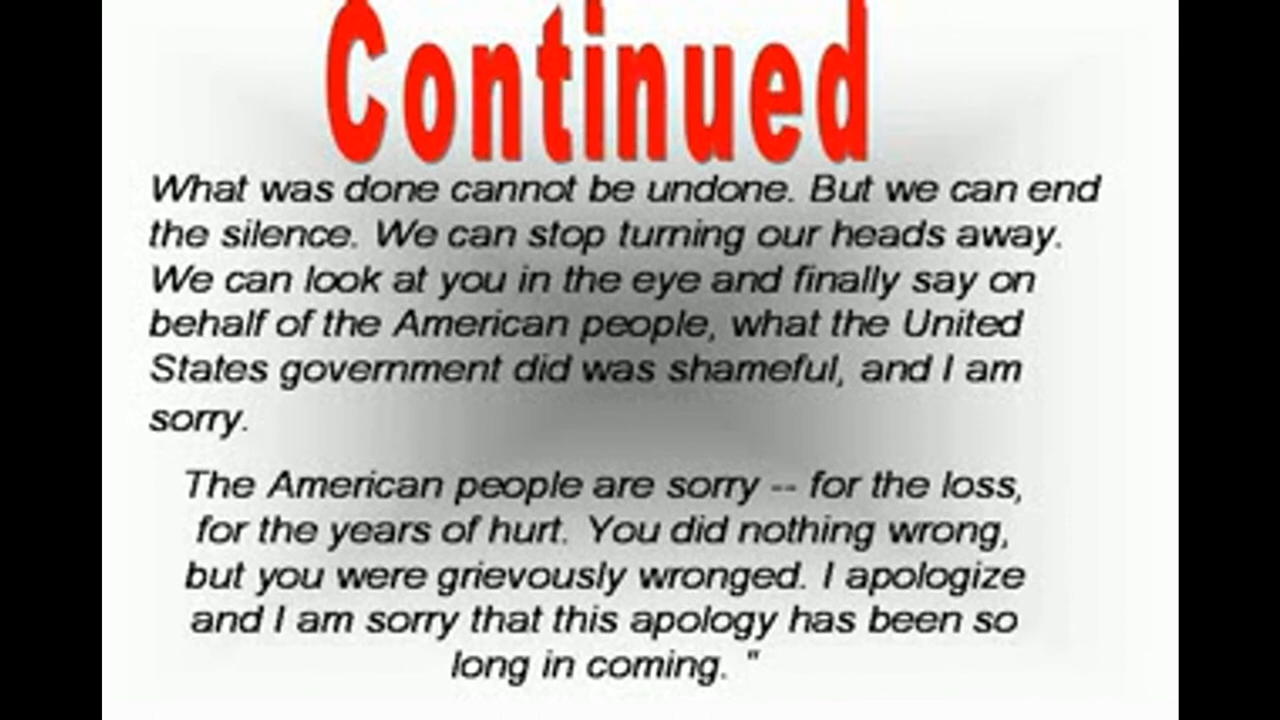 Continued
What was done cannot be undone. But we can end
the silence. We can stop turning our heads away.
We can look at you in the eye and finally say on
behalf of the American people, what the United
States government did was shameful, and I am
sorry.
The American people are sorry -- for the loss,
for the years of hurt. You did nothing wrong,
but you were grievously wronged. I apologize
and I am sorry that this apology has been so
long in coming. "